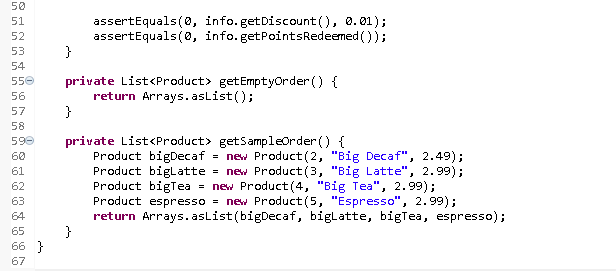 50
51 assertEquals(0, info.getDiscount(), 0.01);
52 assertEquals(0, info.getPointsRedeemed());
53 }
54
55 private List<Product> getEmptyOrder() {
56 return Arrays.asList();
57 }
58
59 private List<Product> getSampleOrder() {
60 Product bigDecaf = new Product(2, "Big Decaf", 2.49);
61 Product bigLatte = new Product(3, "Big Latte", 2.99);
62 Product bigTea = new Product(4, "Big Tea", 2.99);
63 Product espresso = new Product(5, "Espresso", 2.99);
64 return Arrays.asList(bigDecaf, bigLatte, bigTea, espresso);
65 }
66 }
67